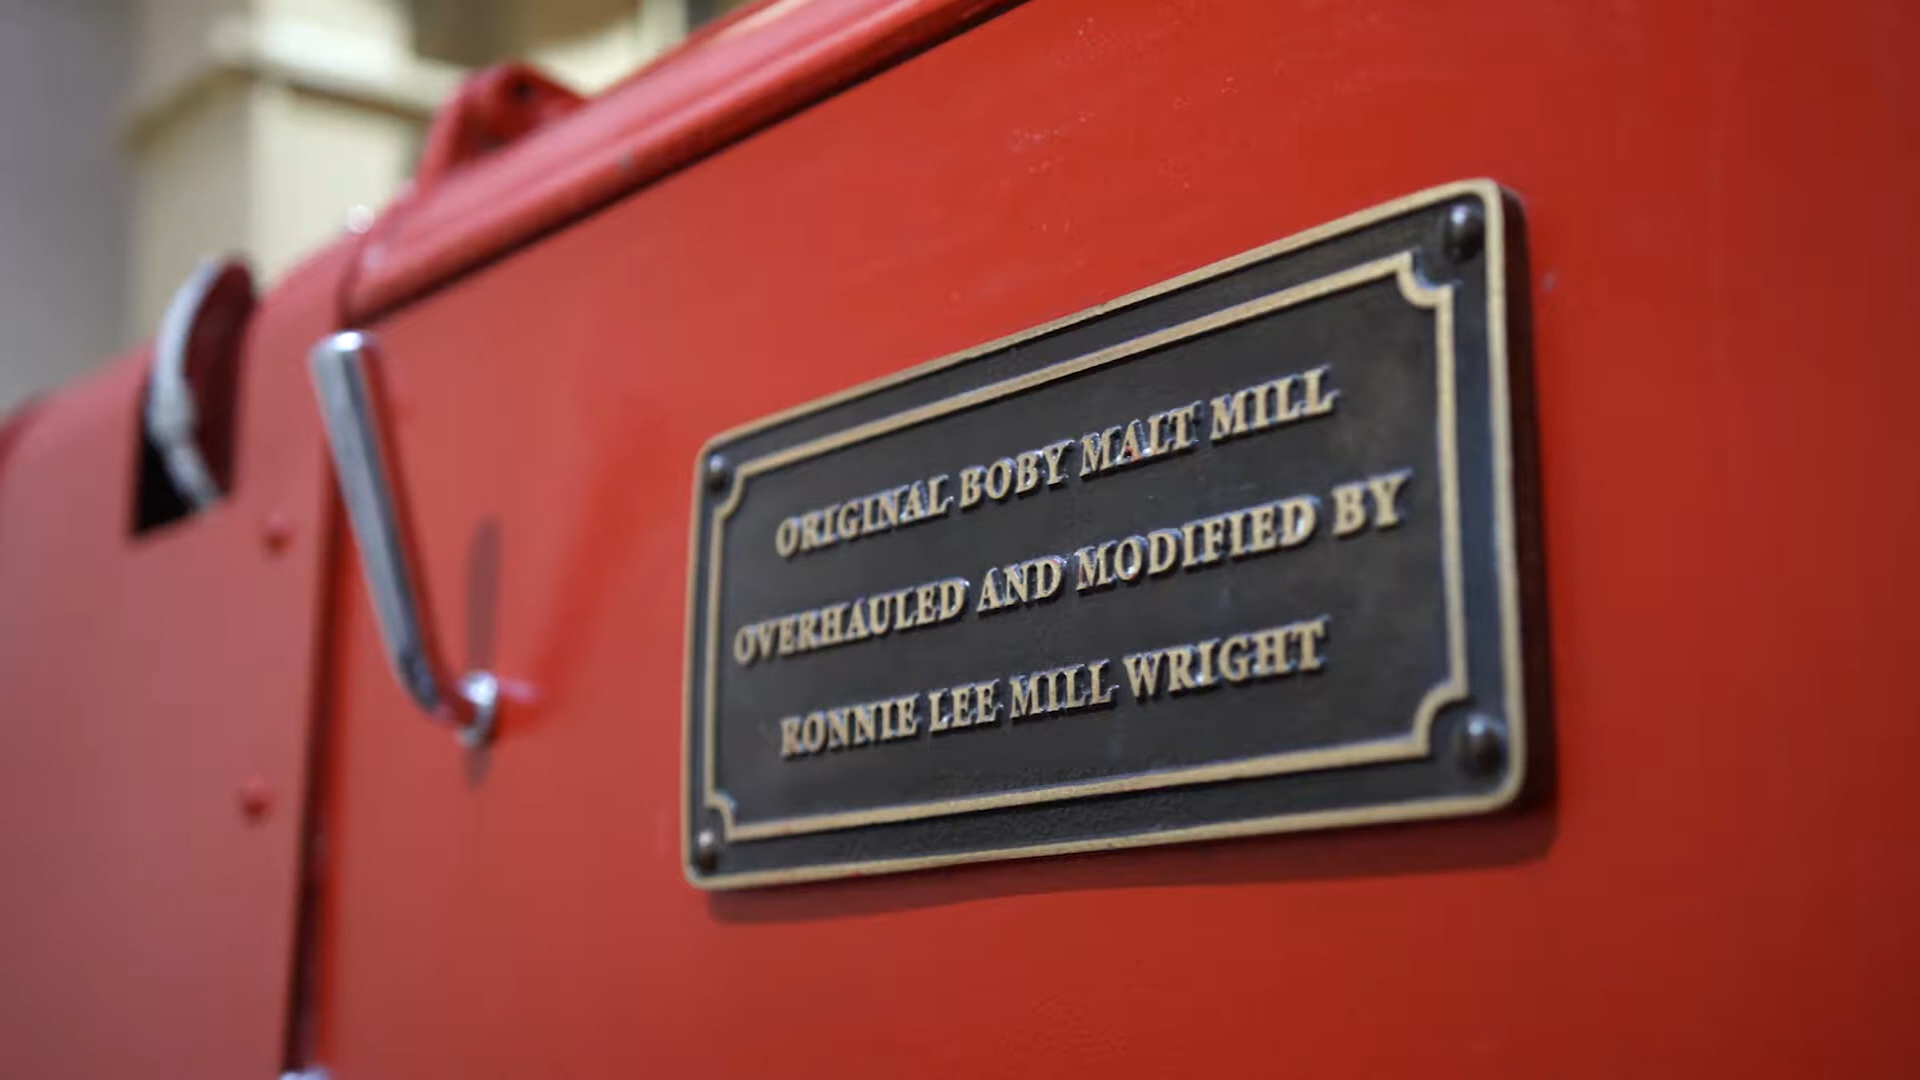 ORIGINAL BOBY MALT MILL
OVERHAULED AND MODIFIED BY
RONNIE LEE MILL WRIGHT